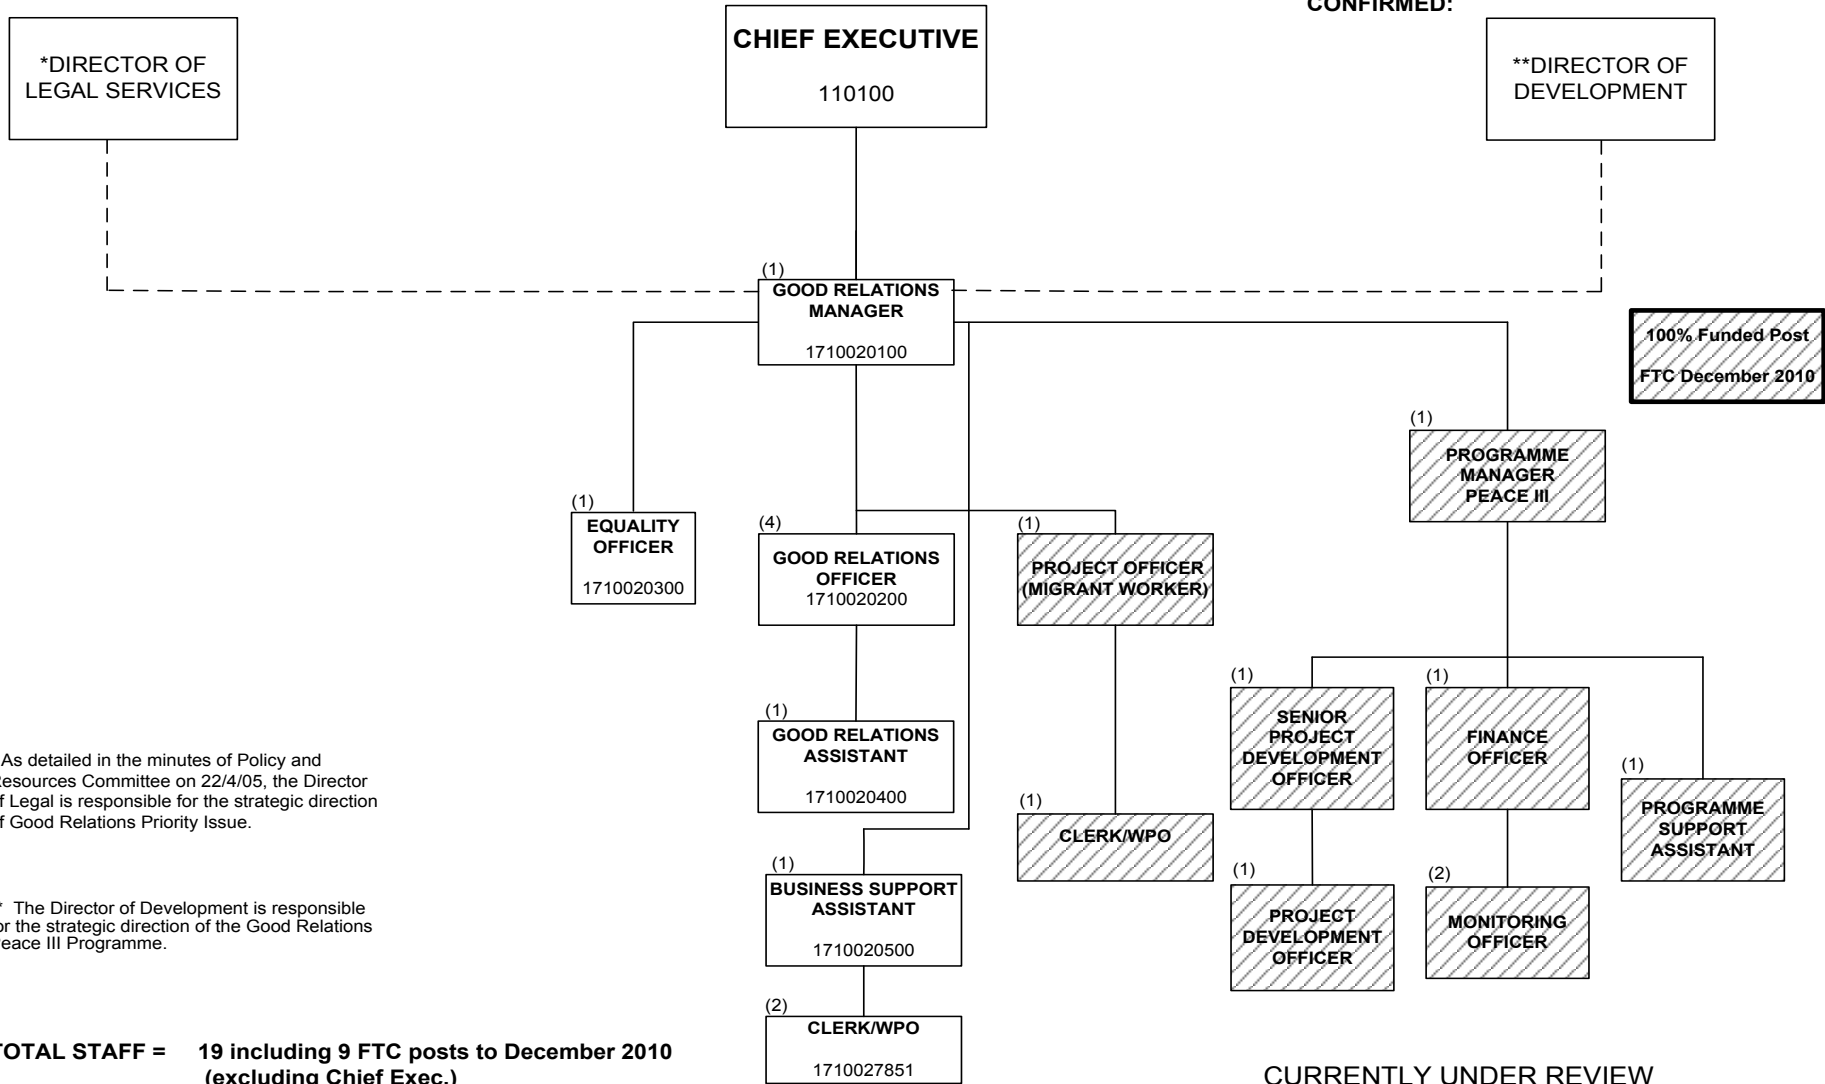 CONFIRMED:
*DIRECTOR OF
LEGAL SERVICES
CHIEF EXECUTIVE
110100
**DIRECTOR OF
DEVELOPMENT
(1)
GOOD RELATIONS
MANAGER
1710020100
100% Funded Post
FTC December 2010
(1)
PROGRAMME
MANAGER
PEACE III
(1)
EQUALITY
OFFICER
1710020300
(4)
GOOD RELATIONS
OFFICER
1710020200
(1)
PROJECT OFFICER
(MIGRANT WORKER)
(1)
GOOD RELATIONS
ASSISTANT
1710020400
(1)
SENIOR
PROJECT
DEVELOPMENT
OFFICER
(1)
FINANCE
OFFICER
(1)
PROGRAMME
SUPPORT
ASSISTANT
As detailed in the minutes of Policy and
esources Committee on 22/4/05, the Director
f Legal is responsible for the strategic direction
f Good Relations Priority Issue.
(1)
CLERK/WPO
(1)
BUSINESS SUPPORT
ASSISTANT
1710020500
(1)
PROJECT
DEVELOPMENT
OFFICER
(2)
MONITORING
OFFICER
* The Director of Development is responsible
or the strategic direction of the Good Relations
eace III Programme.
(2)
CLERK/WPO
1710027851
TOTAL STAFF = 19 including 9 FTC posts to December 2010
(excluding Chief Exec.)
CURRENTLY UNDER REVIEW